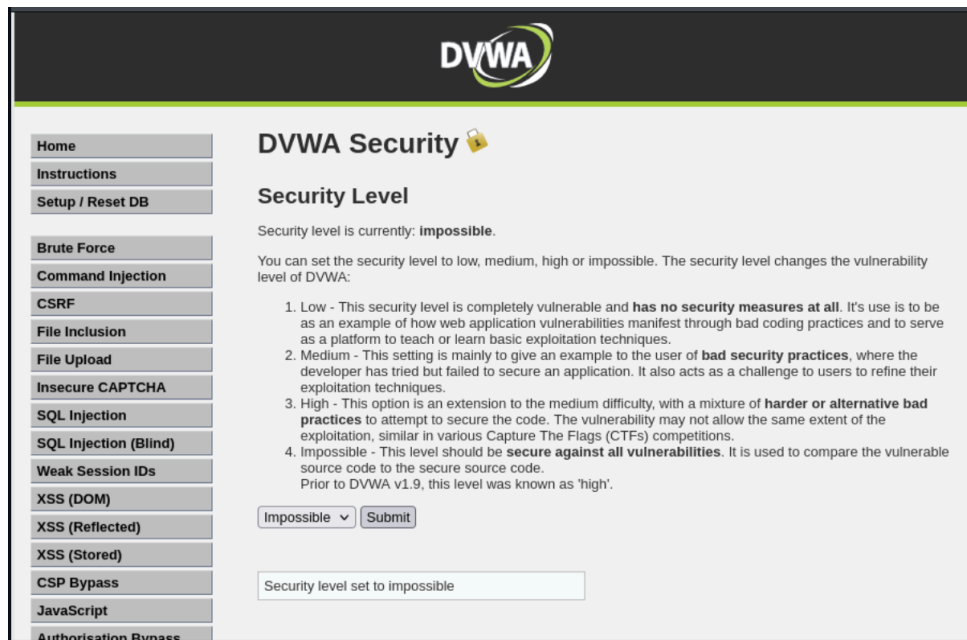 DVWA
Home
Instructions
Setup / Reset DB
Brute Force
Command Injection
CSRF
File Inclusion
File Upload
Insecure CAPTCHA
SQL Injection
SQL Injection (Blind)
Weak Session IDs
XSS (DOM)
XSS (Reflected)
XSS (Stored)
CSP Bypass
JavaScript
Authorisation Bypass
DVWA Security
Security Level
Security level is currently: impossible.
You can set the security level to low, medium, high or impossible. The security level changes the vulnerability
level of DVWA:
1. Low - This security level is completely vulnerable and has no security measures at all. It's use is to be
as an example of how web application vulnerabilities manifest through bad coding practices and to serve
as a platform to teach or learn basic exploitation techniques.
2. Medium - This setting is mainly to give an example to the user of bad security practices, where the
developer has tried but failed to secure an application. It also acts as a challenge to users to refine their
exploitation techniques.
3. High - This option is an extension to the medium difficulty, with a mixture of harder or alternative bad
practices to attempt to secure the code. The vulnerability may not allow the same extent of the
exploitation, similar in various Capture The Flags (CTFs) competitions.
4. Impossible - This level should be secure against all vulnerabilities. It is used to compare the vulnerable
source code to the secure source code.
Prior to DVWA v1.9, this level was known as 'high'.
Impossible Submit
Security level set to impossible